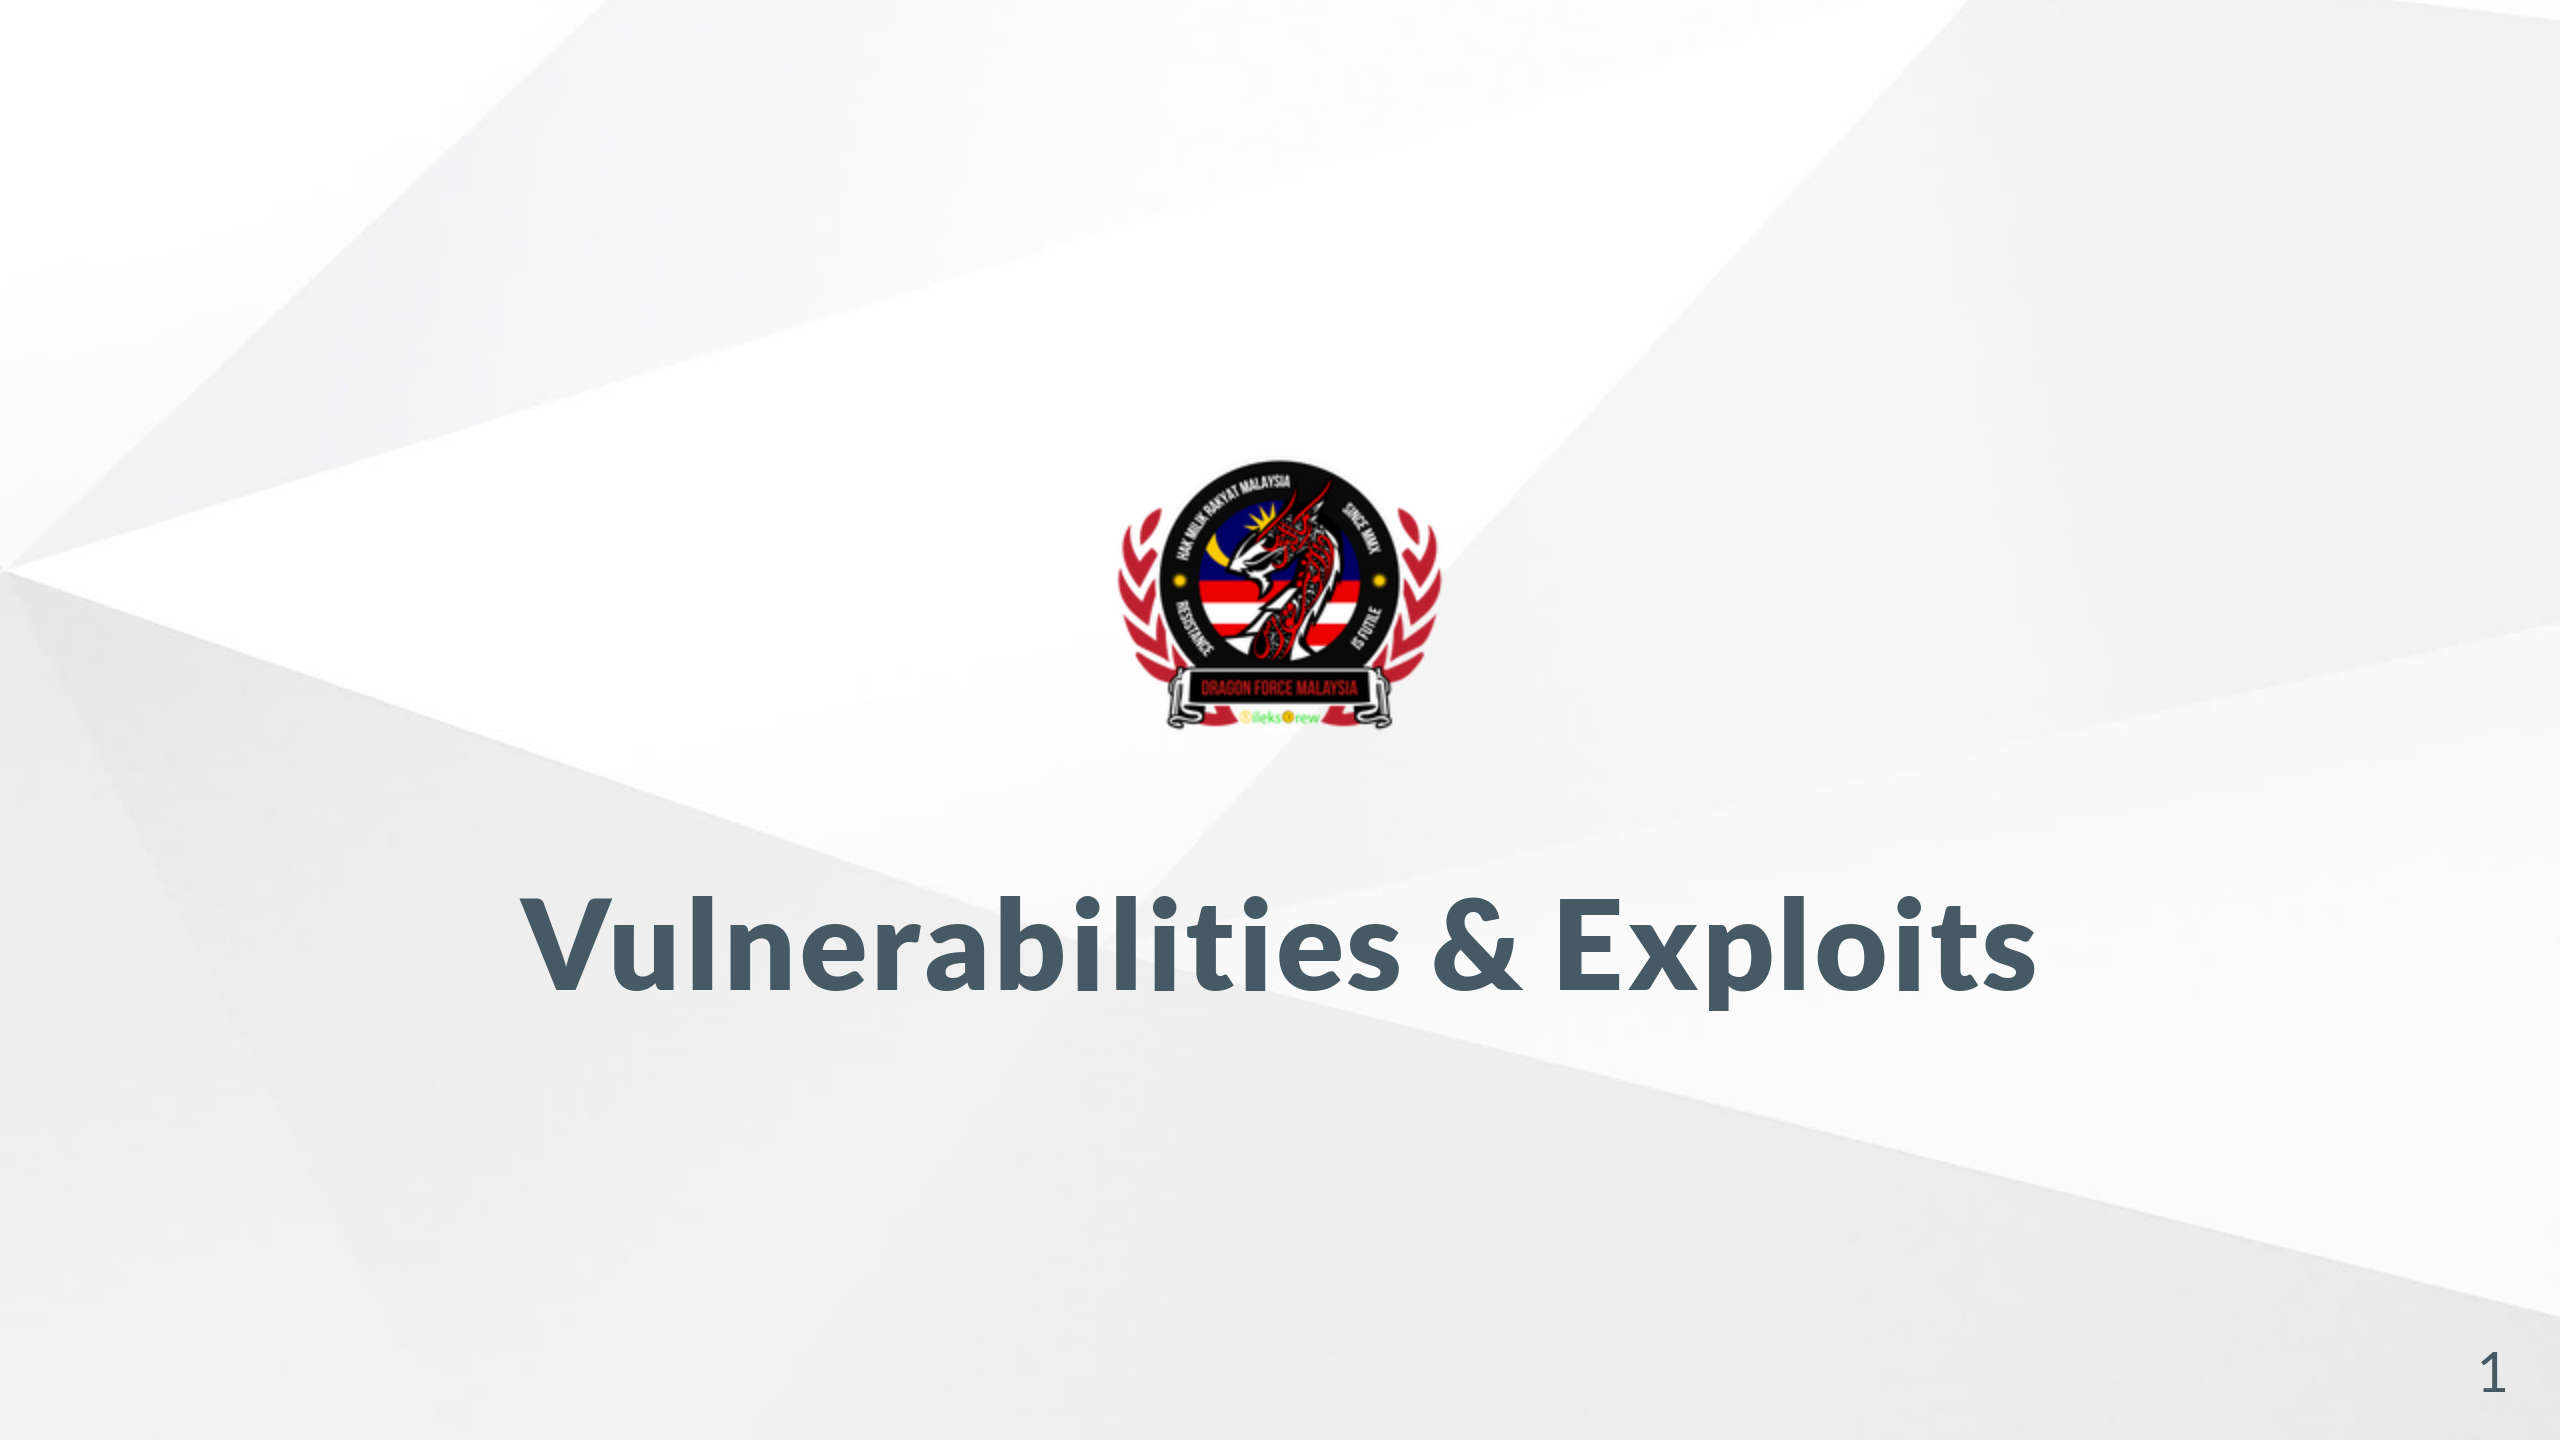 HAK MILIK RAKYAT MALAYSIA
SINCE MMX
RESISTANCE
IS FUTILE
DRAGON FORCE MALAYSIA
Vulnerabilities & Exploits
1